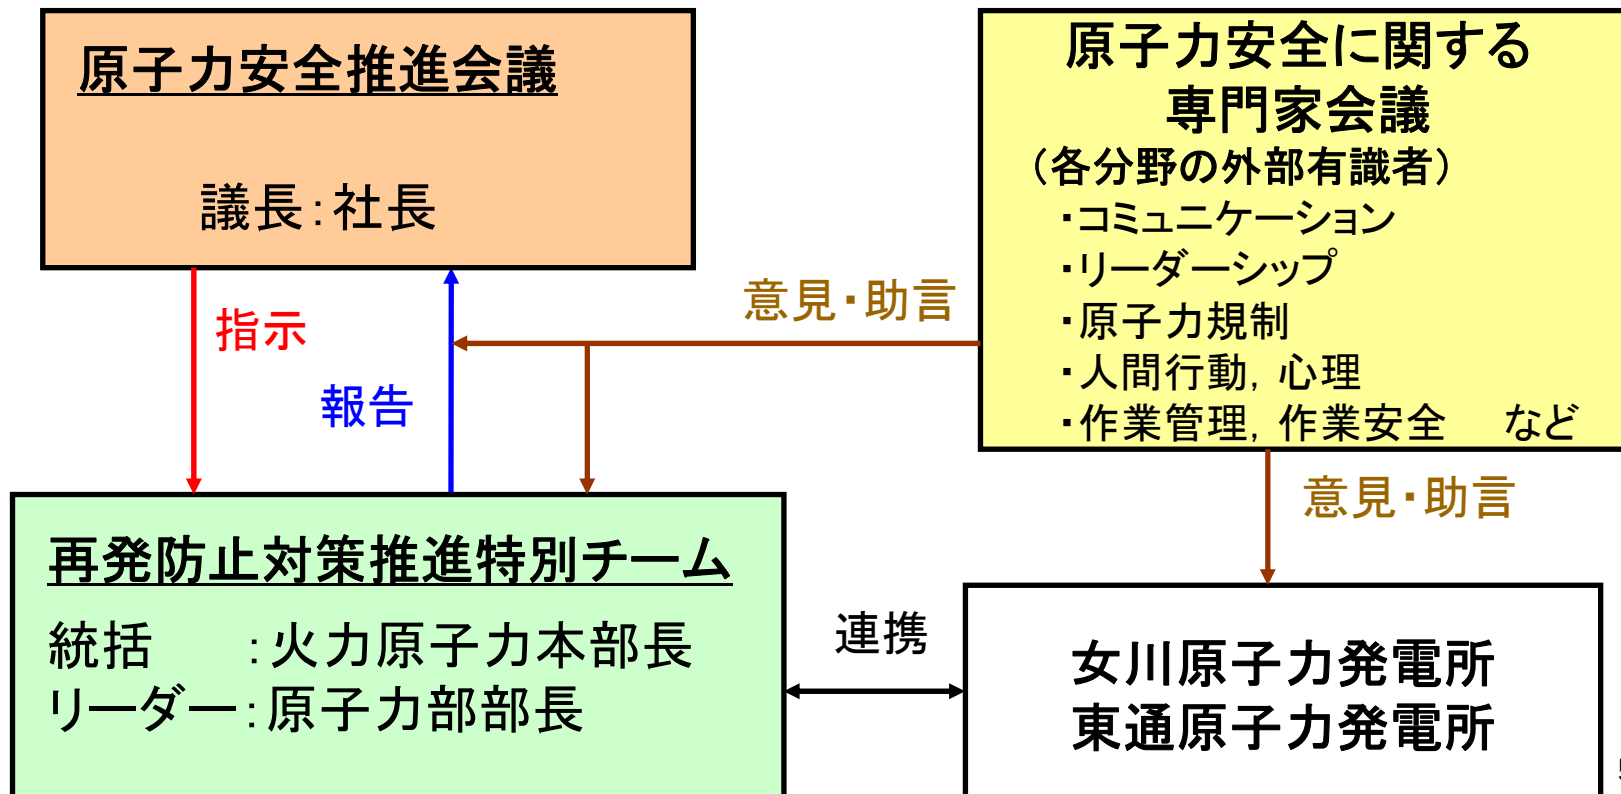 原子力安全推進会議
議長：社長
原子力安全に関する
専門家会議
（各分野の外部有識者）
・コミュニケーション
・リーダーシップ
・原子力規制
・人間行動，心理
・作業管理，作業安全　など
意見・助言
指示
報告
意見・助言
再発防止対策推進特別チーム
統括　：火力原子力本部長
リーダー：原子力部部長
連携
女川原子力発電所
東通原子力発電所